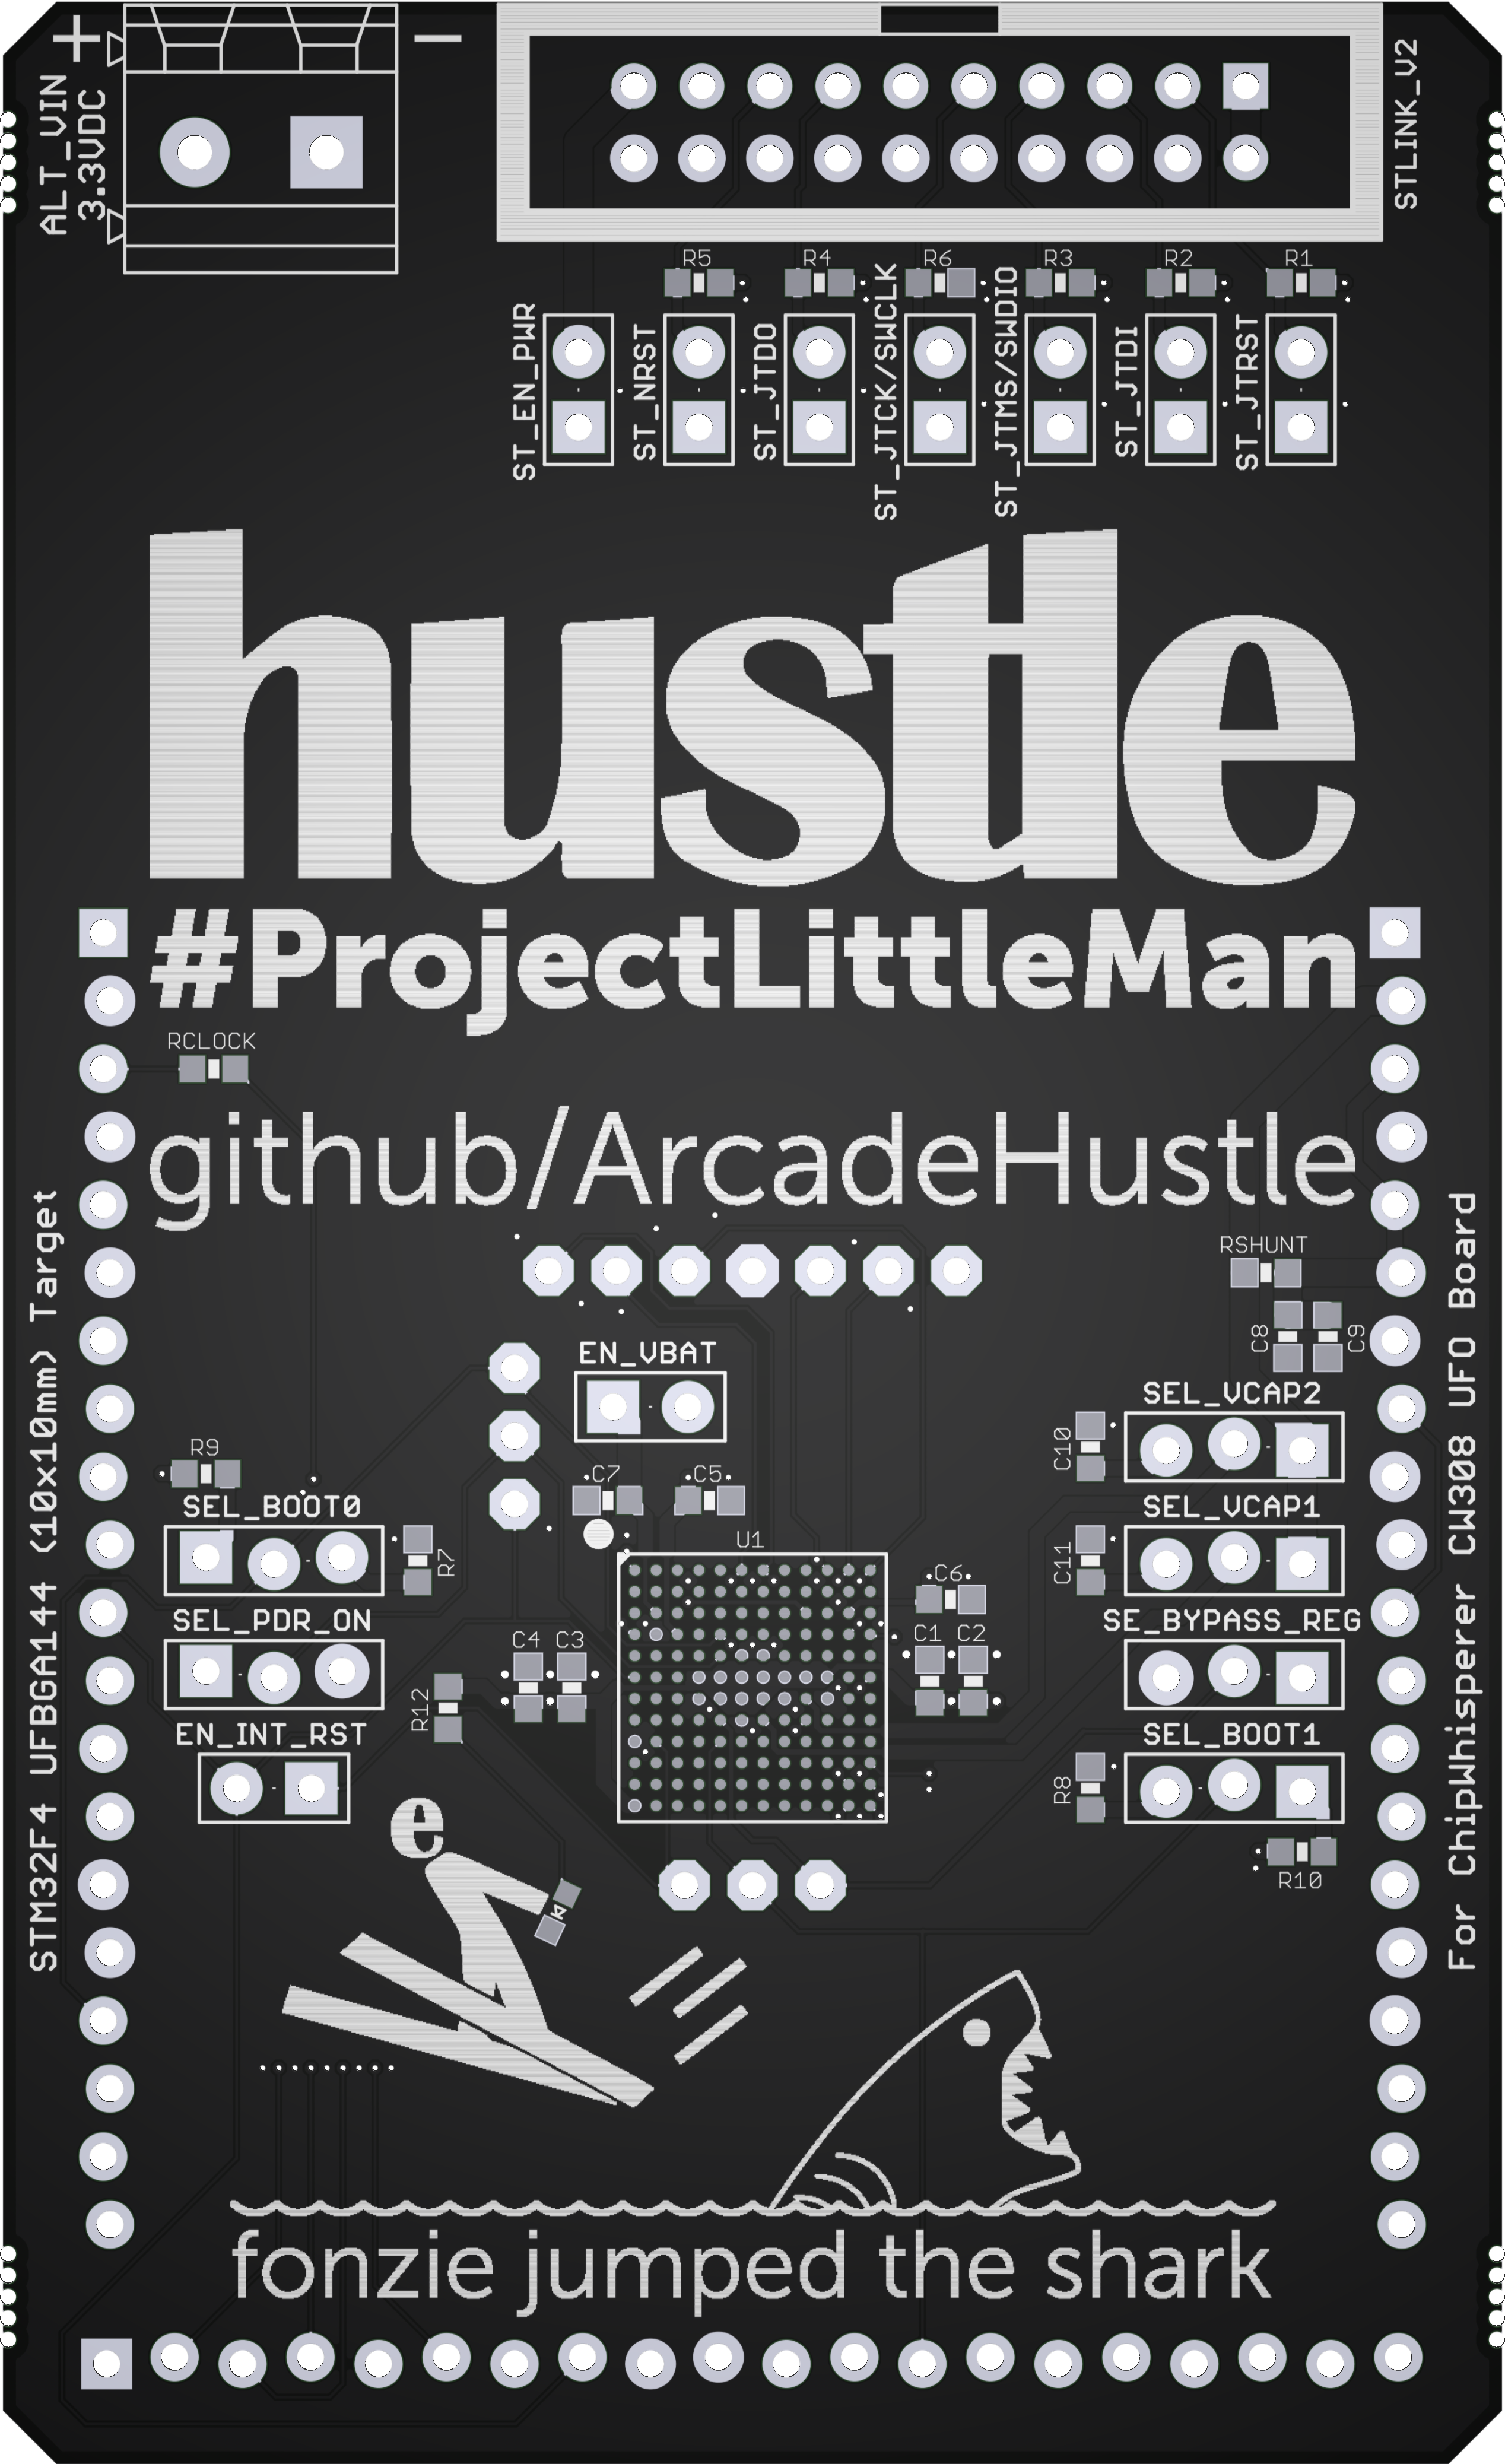 +
−
ALT_VIN
3.3VDC
STLINK_V2
R5
R4
R6
R3
R2
R1
ST_EN_PWR
ST_NRST
ST_JTDO
ST_JTCK/SWCLK
ST_JTMS/SWDIO
ST_JTDI
ST_JTRST
hustle
#ProjectLittleMan
RCLOCK
github/ArcadeHustle
STM32F4 UFBGA144 (10x10mm) Target
For ChipWhisperer CW308 UFO Board
RSHUNT
C8
C9
EN_VBAT
SEL_VCAP2
C10
R9
C7
C5
SEL_BOOT0
SEL_VCAP1
R7
U1
C11
C6
SEL_PDR_ON
SE_BYPASS_REG
C4
C3
C1
C2
R12
EN_INT_RST
SEL_BOOT1
R8
e
R10
fonzie jumped the shark